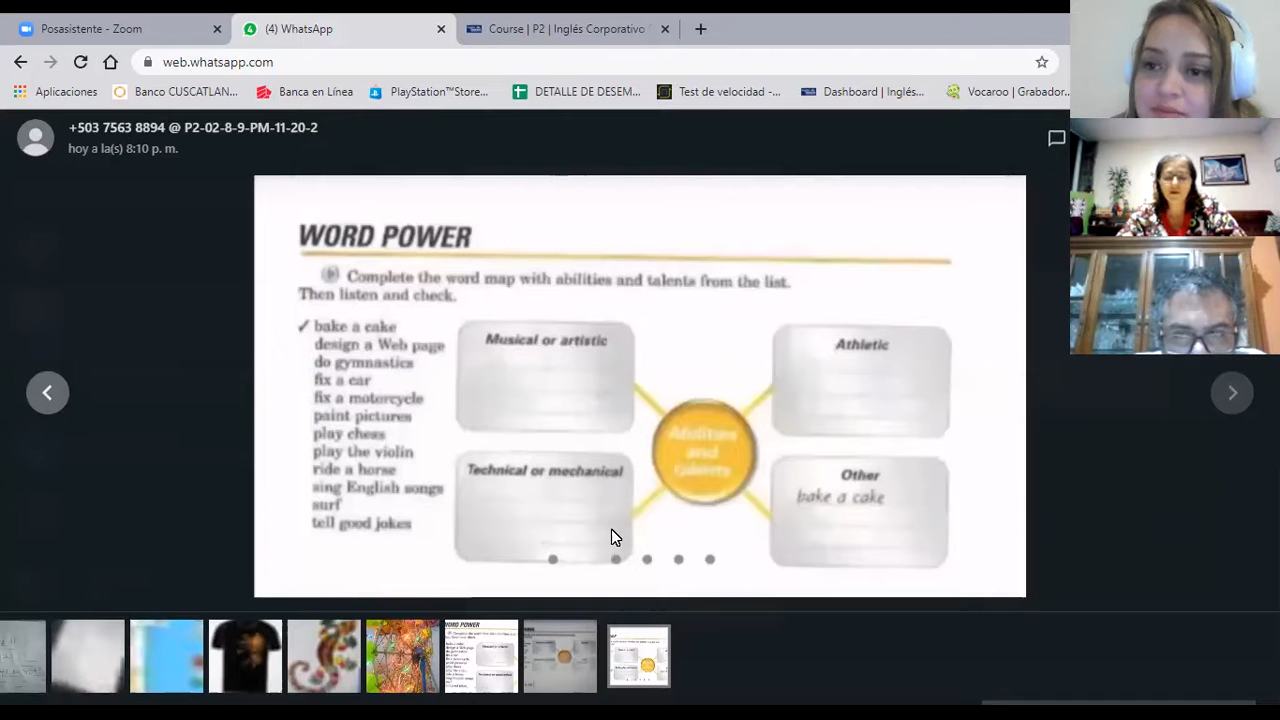 Posasistente - Zoom
(4) WhatsApp
Course | P2 | Inglés Corporativo
web.whatsapp.com
Aplicaciones
Banco CUSCATLAN...
Banca en Línea
PlayStation™Store...
DETALLE DE DESEM...
Test de velocidad -...
Dashboard | Inglés...
Vocaroo | Grabador...
+503 7563 8894 @ P2-02-8-9-PM-11-20-2
hoy a la(s) 8:10 p. m.
WORD POWER
Complete the word map with abilities and talents from the list.
Then listen and check.
✓ bake a cake
design a Web page
do gymnastics
fix a car
fix a motorcycle
paint pictures
play chess
play the violin
ride a horse
sing English songs
surf
tell good jokes
Musical or artistic
Athletic
Abilities
and
talents
Technical or mechanical
Other
bake a cake